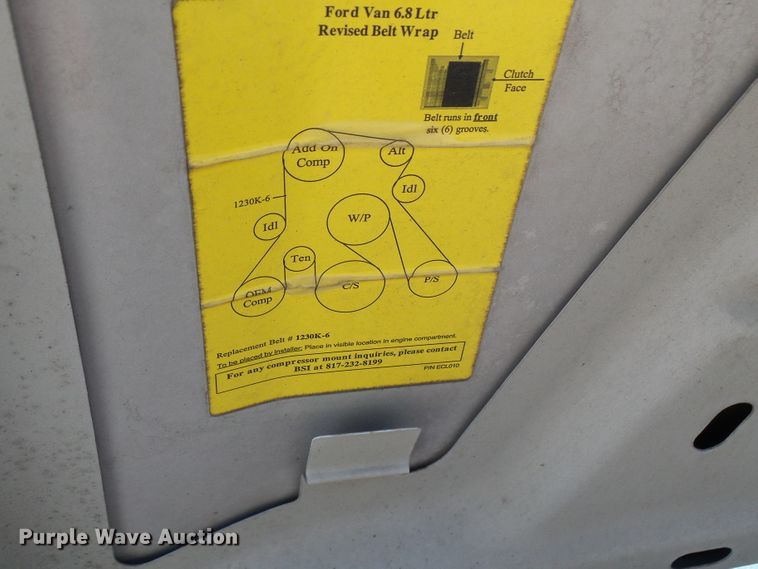 Ford Van 6.8 Ltr
Revised Belt Wrap
Belt
Clutch
Face
Belt runs in front
six (6) grooves.
Add On
Comp
Alt
1230K-6
Idl
Idl
W/P
Ten
OEM
Comp
C/S
P/S
Replacement Belt # 1230K-6
To be placed by Installer: Place in visible location in engine compartment.
For any compressor mount inquiries, please contact
BSI at 817-232-8199
P/N ECL010
Purple Wave Auction